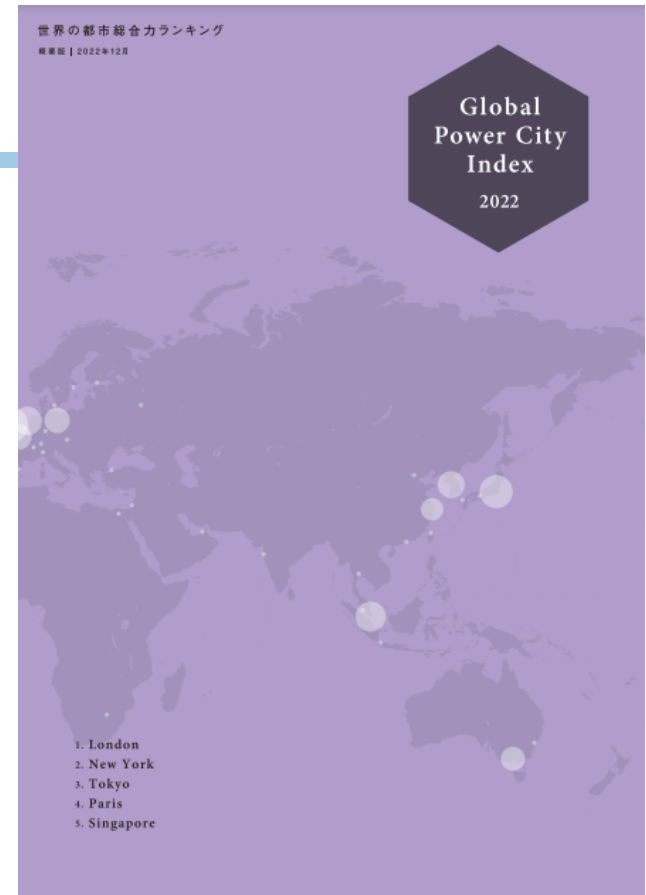 世界の都市総合力ランキング
概要版 | 2022年12月
Global
Power City
Index
2022
1. London
2. New York
3. Tokyo
4. Paris
5. Singapore